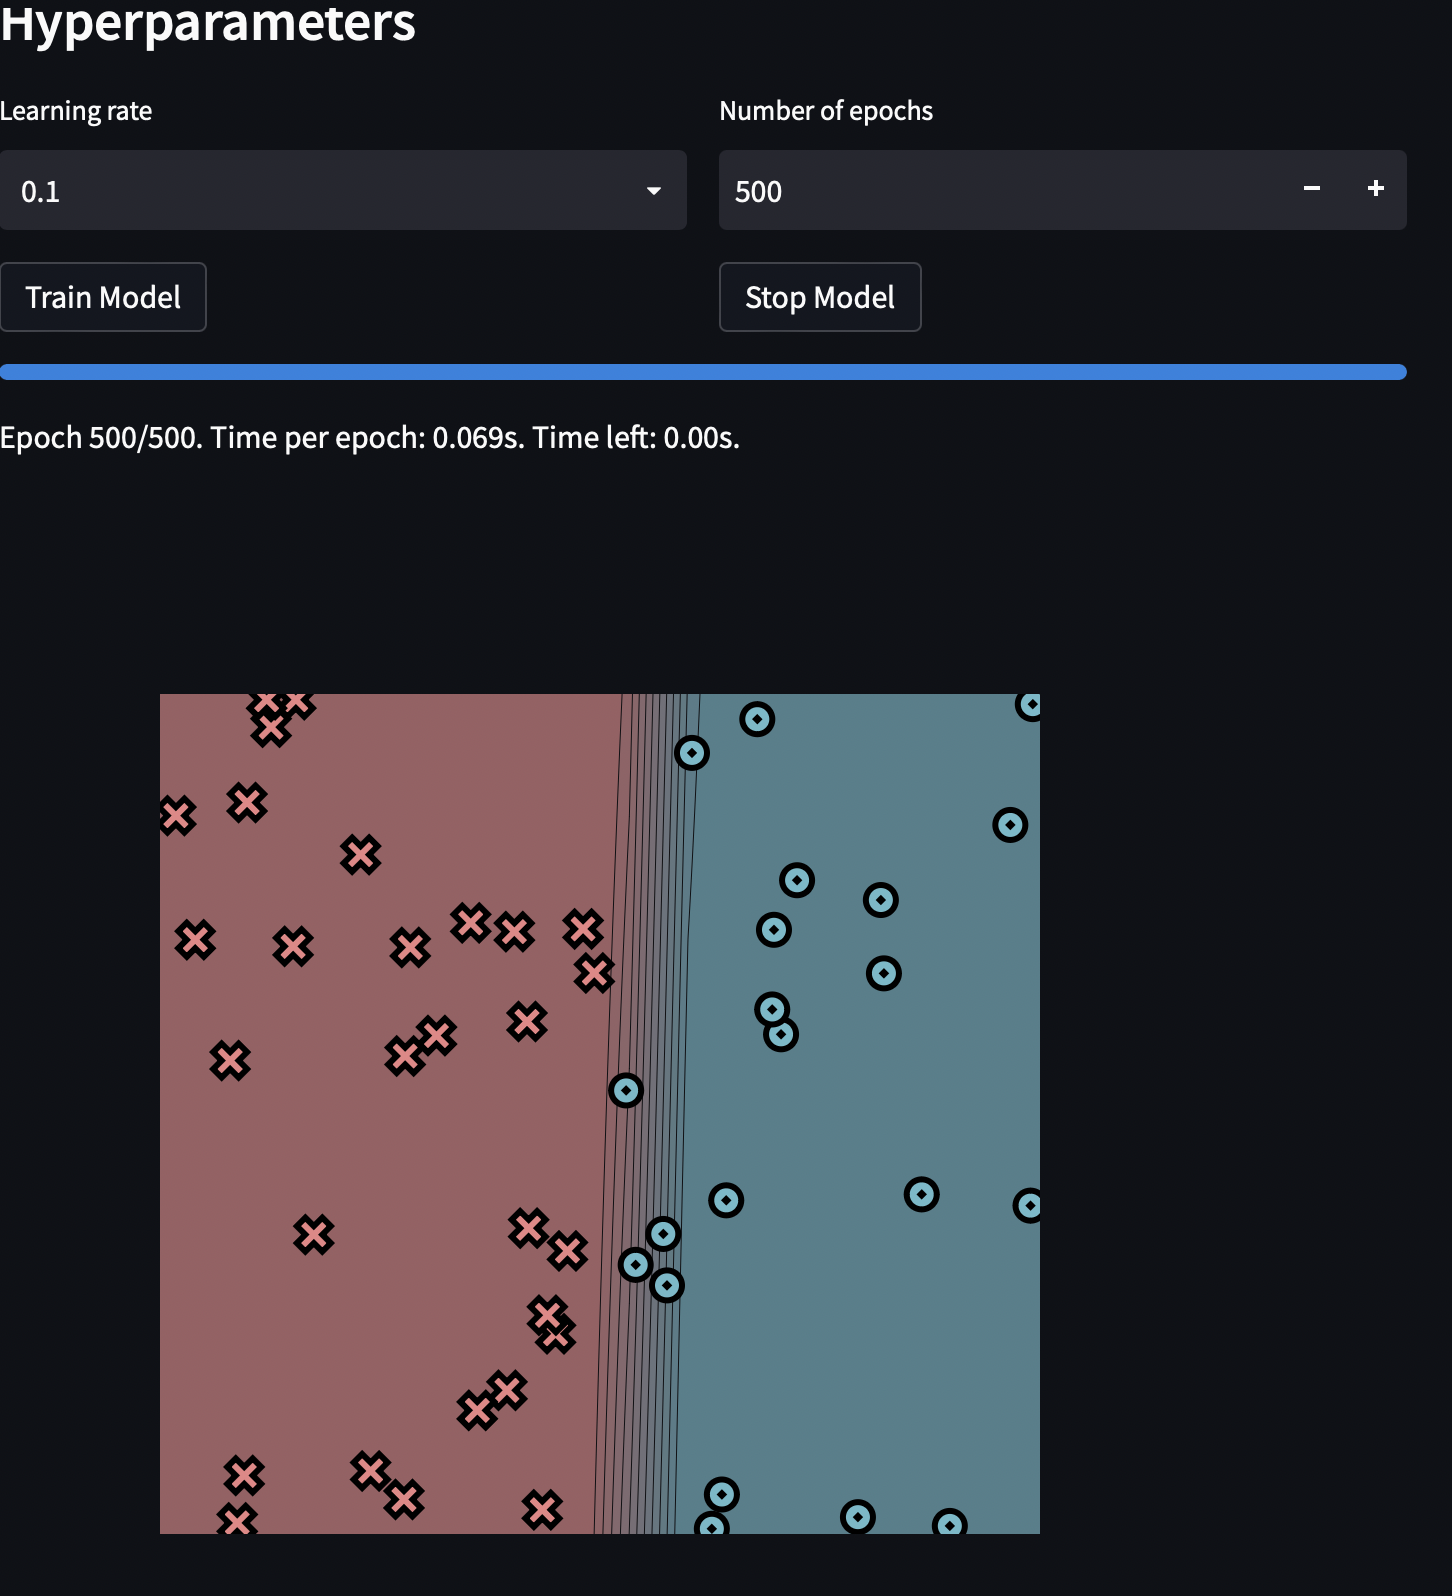 Hyperparameters
Learning rate
Number of epochs
0.1
500
Train Model
Stop Model
Epoch 500/500. Time per epoch: 0.069s. Time left: 0.00s.